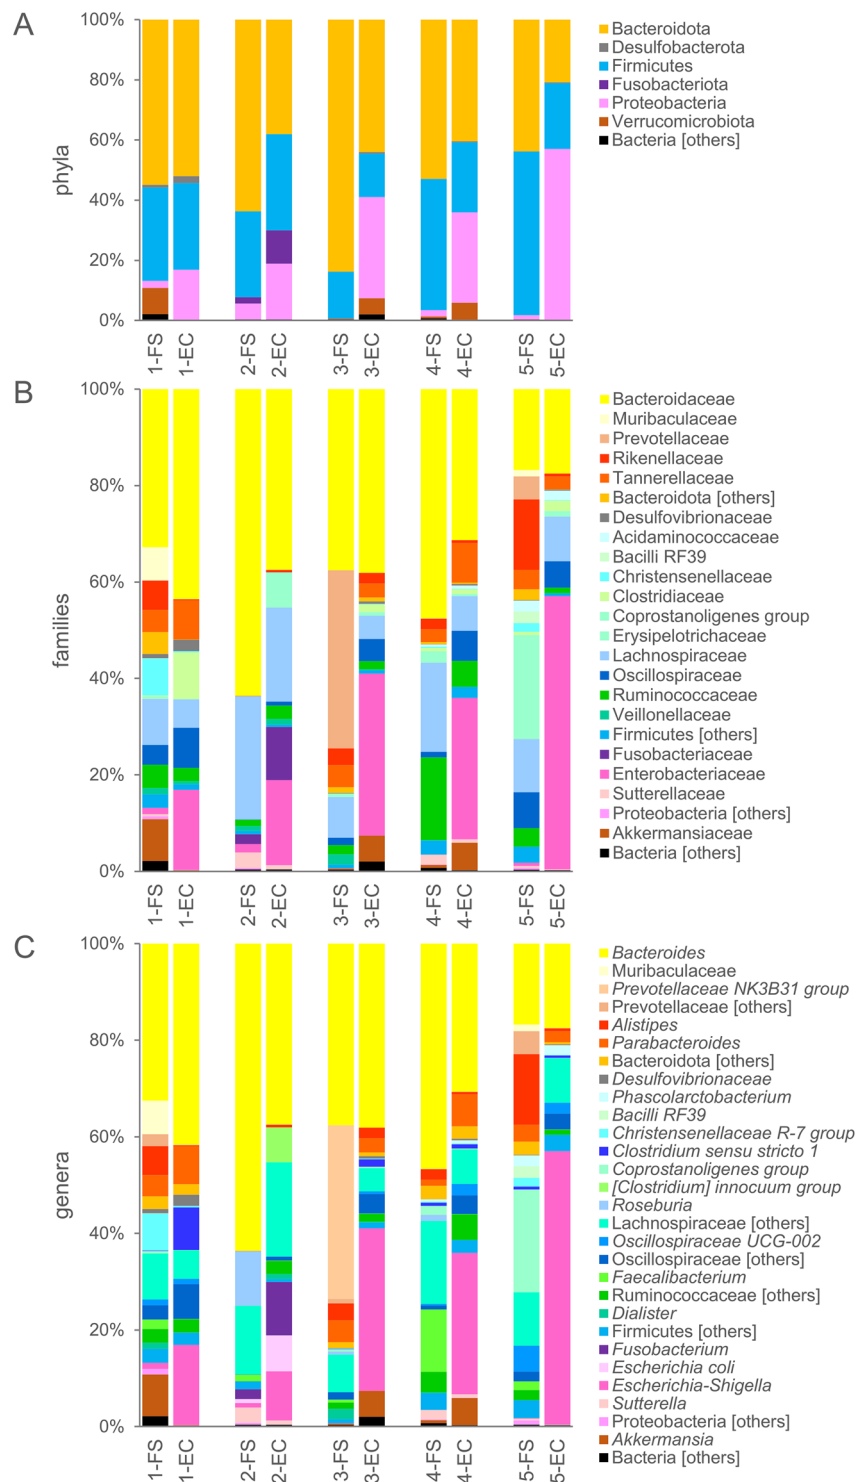 A
100%
80%
60%
40%
20%
0%
phyla
1-FS
1-EC
2-FS
2-EC
3-FS
3-EC
4-FS
4-EC
5-FS
5-EC
Bacteroidota
Desulfobacterota
Firmicutes
Fusobacteriota
Proteobacteria
Verrucomicrobiota
Bacteria [others]
B
100%
80%
60%
40%
20%
0%
families
1-FS
1-EC
2-FS
2-EC
3-FS
3-EC
4-FS
4-EC
5-FS
5-EC
Bacteroidaceae
Muribaculaceae
Prevotellaceae
Rikenellaceae
Tannerellaceae
Bacteroidota [others]
Desulfovibrionaceae
Acidaminococcaceae
Bacilli RF39
Christensenellaceae
Clostridiaceae
Coprostanoligenes group
Erysipelotrichaceae
Lachnospiraceae
Oscillospiraceae
Ruminococcaceae
Veillonellaceae
Firmicutes [others]
Fusobacteriaceae
Enterobacteriaceae
Sutterellaceae
Proteobacteria [others]
Akkermansiaceae
Bacteria [others]
C
100%
80%
60%
40%
20%
0%
genera
1-FS
1-EC
2-FS
2-EC
3-FS
3-EC
4-FS
4-EC
5-FS
5-EC
Bacteroides
Muribaculaceae
Prevotellaceae NK3B31 group
Prevotellaceae [others]
Alistipes
Parabacteroides
Bacteroidota [others]
Desulfovibrionaceae
Phascolarctobacterium
Bacilli RF39
Christensenellaceae R-7 group
Clostridium sensu stricto 1
Coprostanoligenes group
[Clostridium] innocuum group
Roseburia
Lachnospiraceae [others]
Oscillospiraceae UCG-002
Oscillospiraceae [others]
Faecalibacterium
Ruminococcaceae [others]
Dialister
Firmicutes [others]
Fusobacterium
Escherichia coli
Escherichia-Shigella
Sutterella
Proteobacteria [others]
Akkermansia
Bacteria [others]